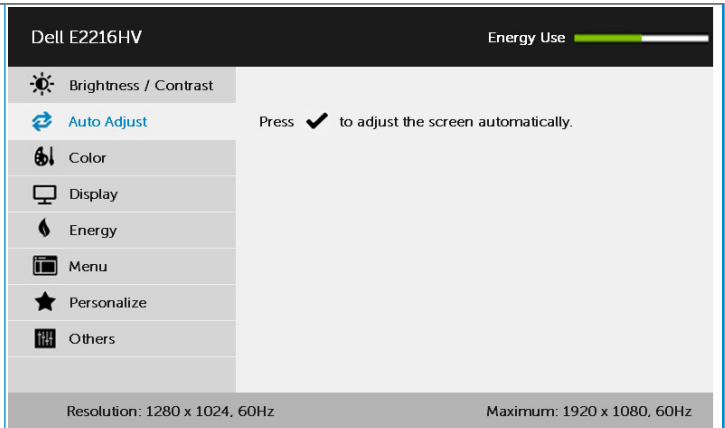 Dell E2216HV
Energy Use
Brightness / Contrast
Auto Adjust
Press ✔ to adjust the screen automatically.
Color
Display
Energy
Menu
Personalize
Others
Resolution: 1280 x 1024, 60Hz
Maximum: 1920 x 1080, 60Hz